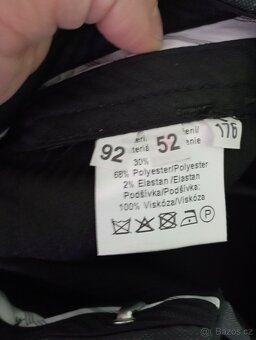 92 52 176
30%
68% Polyester/Polyester
2% Elastan /Elastan
Podšívka/Podšívka:
100% Viskóza/Viskóza
P
Bazos.cz